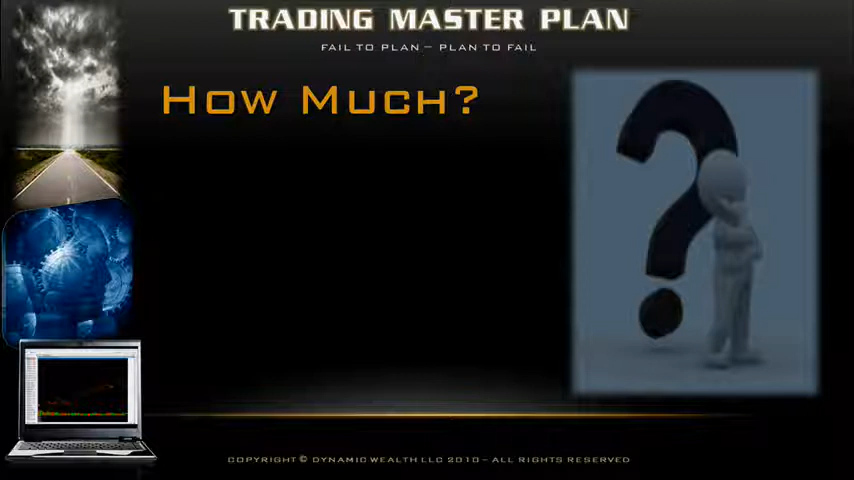 TRADING MASTER PLAN
FAIL TO PLAN – PLAN TO FAIL
HOW MUCH?
COPYRIGHT © DYNAMIC WEALTH LLC 2010 – ALL RIGHTS RESERVED